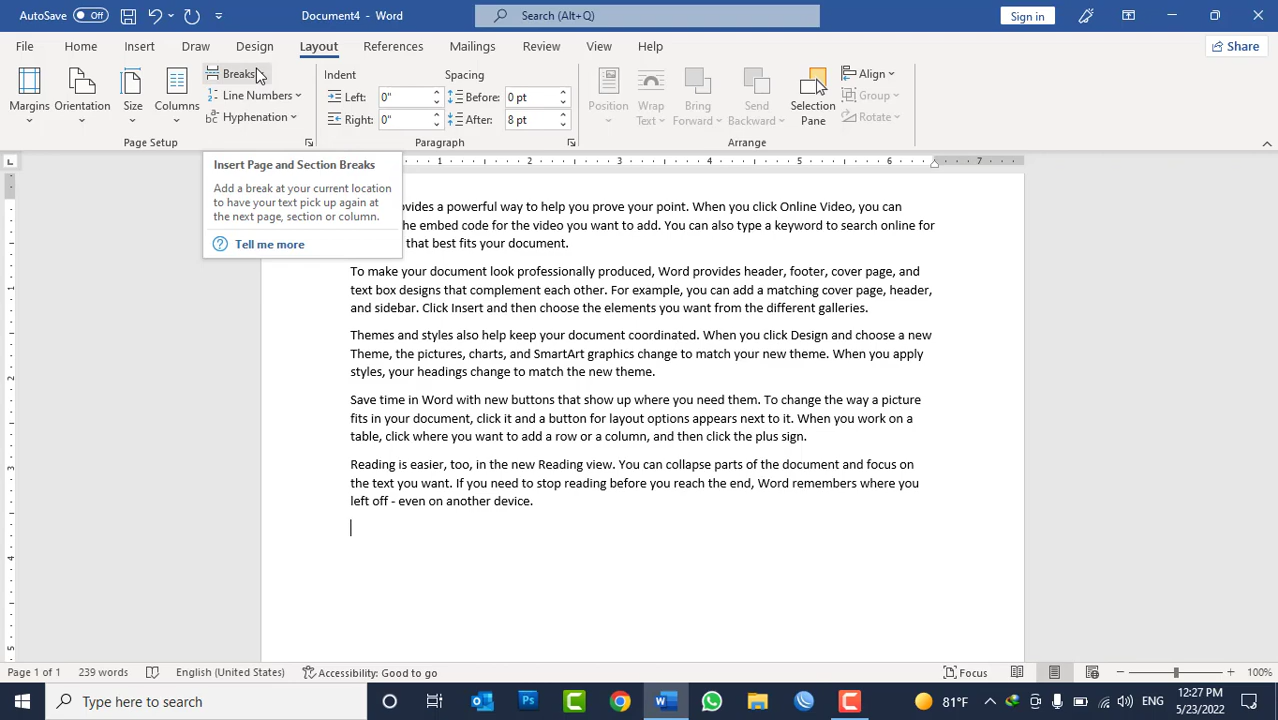 AutoSave Off
Document4 - Word
Search (Alt+Q)
Sign in
File Home Insert Draw Design Layout References Mailings Review View Help
Share
Margins Orientation Size Columns
Breaks
Line Numbers
Hyphenation
Page Setup
Indent
Left: 0"
Right: 0"
Spacing
Before: 0 pt
After: 8 pt
Paragraph
Position Wrap Text Bring Forward Send Backward Selection Pane
Align
Group
Rotate
Arrange
Insert Page and Section Breaks
Add a break at your current location
to have your text pick up again at
the next page, section or column.
Tell me more
1 2 3 4 5 6 7
ovides a powerful way to help you prove your point. When you click Online Video, you can
the embed code for the video you want to add. You can also type a keyword to search online for
that best fits your document.
To make your document look professionally produced, Word provides header, footer, cover page, and
text box designs that complement each other. For example, you can add a matching cover page, header,
and sidebar. Click Insert and then choose the elements you want from the different galleries.
Themes and styles also help keep your document coordinated. When you click Design and choose a new
Theme, the pictures, charts, and SmartArt graphics change to match your new theme. When you apply
styles, your headings change to match the new theme.
Save time in Word with new buttons that show up where you need them. To change the way a picture
fits in your document, click it and a button for layout options appears next to it. When you work on a
table, click where you want to add a row or a column, and then click the plus sign.
Reading is easier, too, in the new Reading view. You can collapse parts of the document and focus on
the text you want. If you need to stop reading before you reach the end, Word remembers where you
left off - even on another device.
1
2
3
4
5
Page 1 of 1 239 words English (United States) Accessibility: Good to go Focus 100%
Type here to search
81°F
ENG
12:27 PM
5/23/2022